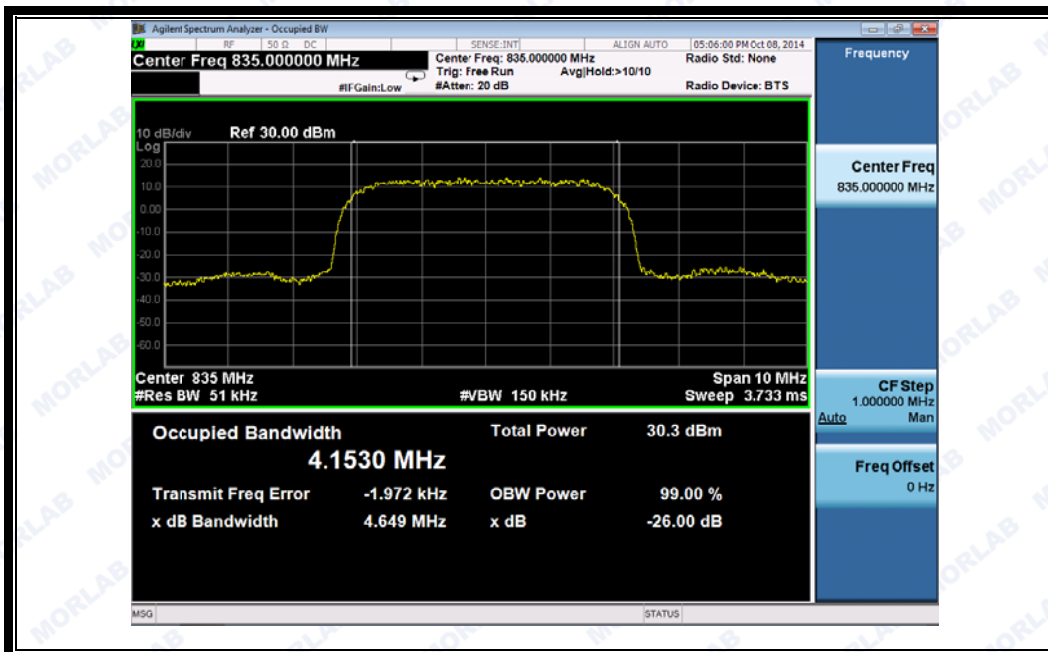 Agilent Spectrum Analyzer - Occupied BW
RF 50 Ω DC SENSE:INT ALIGN AUTO 05:06:00 PM Oct 08, 2014
Center Freq 835.000000 MHz
Center Freq: 835.000000 MHz
Radio Std: None
Trig: Free Run Avg|Hold:>10/10
#IFGain:Low
#Atten: 20 dB
Radio Device: BTS
Frequency
10 dB/div Ref 30.00 dBm
Log
20.0
10.0
0.00
-10.0
-20.0
-30.0
-40.0
-50.0
-60.0
Center 835 MHz Span 10 MHz
#Res BW 51 kHz #VBW 150 kHz Sweep 3.733 ms
Center Freq
835.000000 MHz
CF Step
1.000000 MHz
Auto Man
Freq Offset
0 Hz
Occupied Bandwidth Total Power 30.3 dBm
4.1530 MHz
Transmit Freq Error -1.972 kHz OBW Power 99.00 %
x dB Bandwidth 4.649 MHz x dB -26.00 dB
MSG STATUS
MORLAB